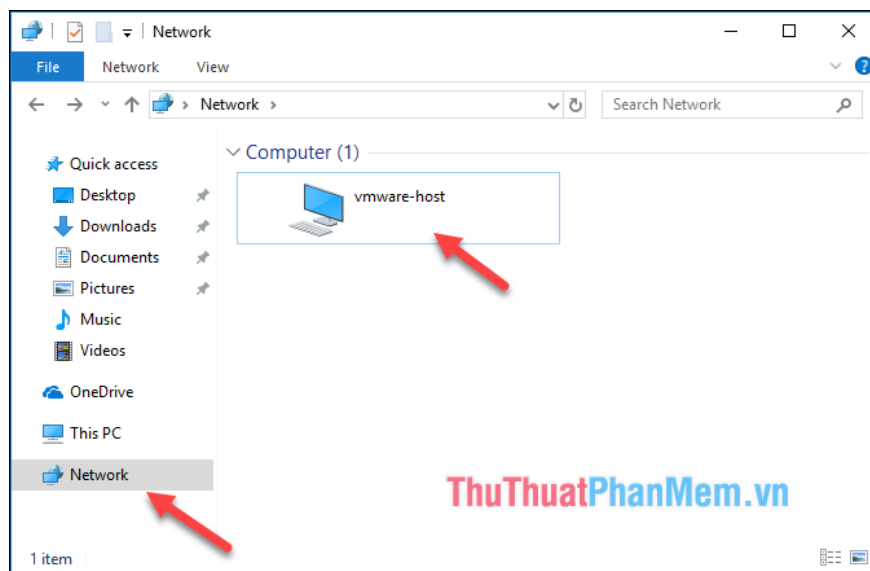 Network
File Network View
Network
Search Network
Quick access
Desktop
Downloads
Documents
Pictures
Music
Videos
OneDrive
This PC
Network
Computer (1)
vmware-host
ThuThuatPhanMem.vn
1 item